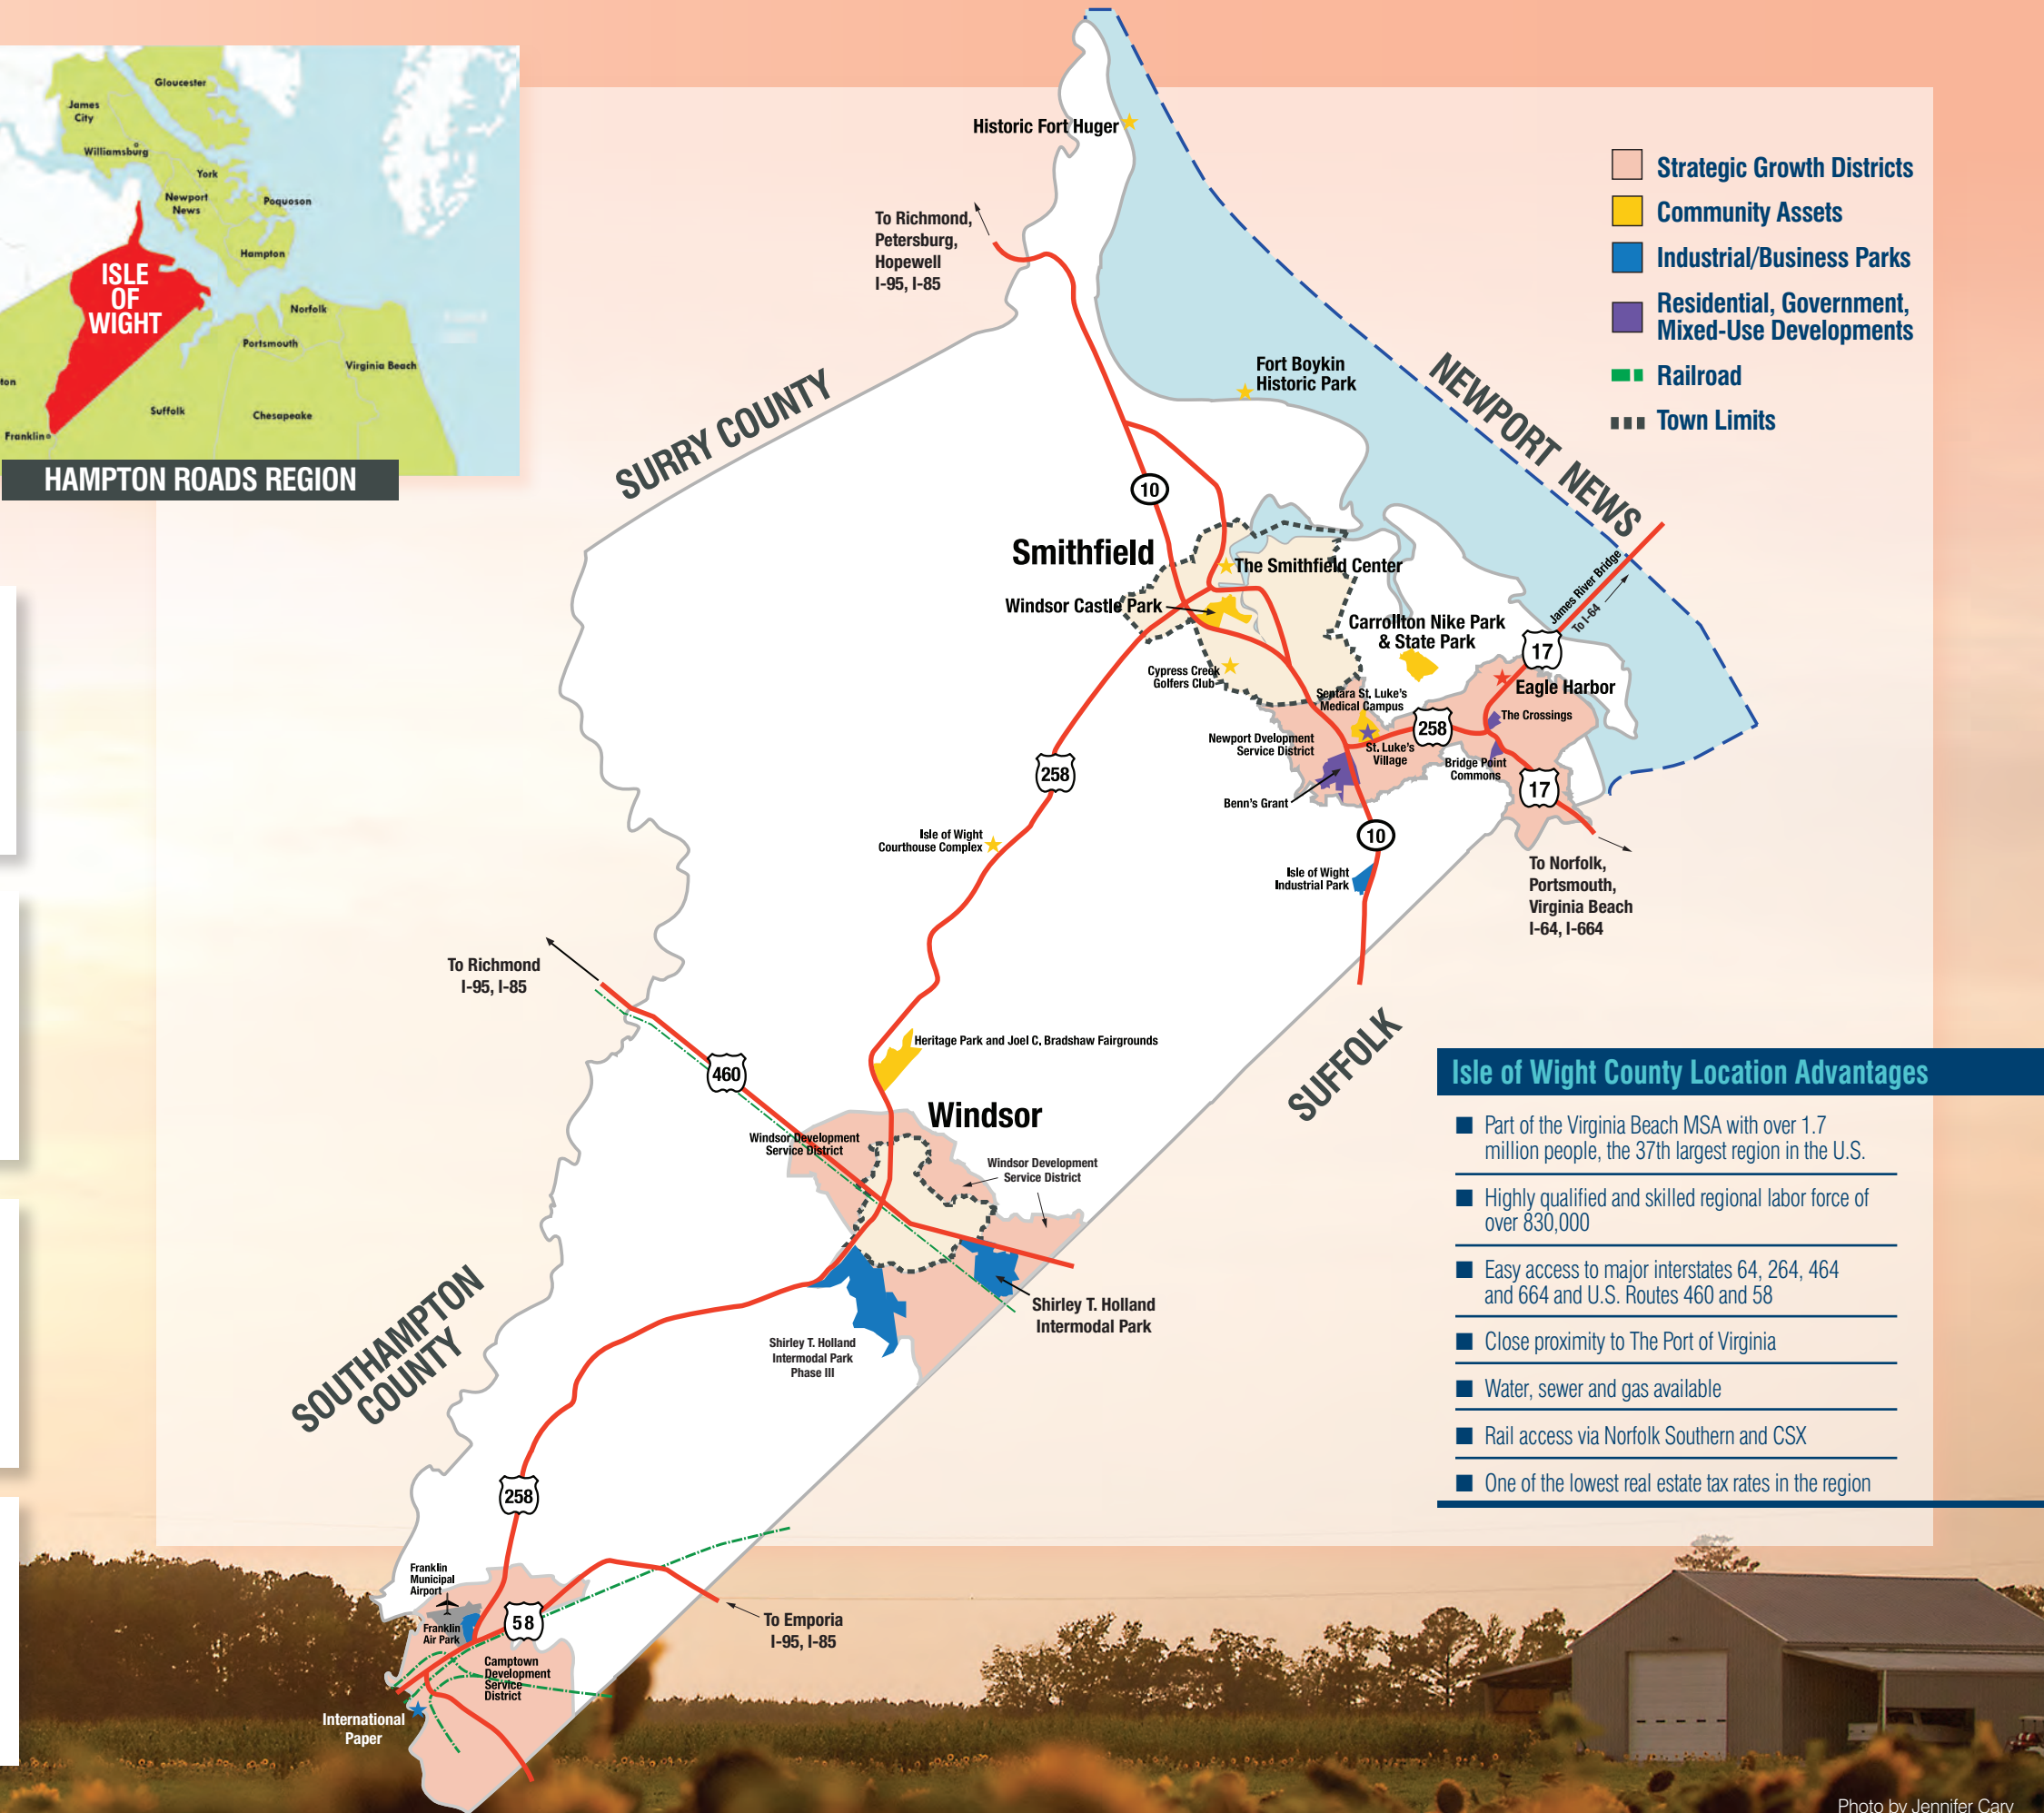 Gloucester
James
City
Williamsburg
York
Newport
News
Poquoson
Hampton
ISLE
OF
WIGHT
Norfolk
Portsmouth
Virginia Beach
Suffolk
Chesapeake
Franklin
HAMPTON ROADS REGION
Historic Fort Huger
To Richmond,
Petersburg,
Hopewell
I-95, I-85
Strategic Growth Districts
Community Assets
Industrial/Business Parks
Residential, Government,
Mixed-Use Developments
Railroad
Town Limits
Fort Boykin
Historic Park
NEWPORT NEWS
SURRY COUNTY
10
Smithfield
The Smithfield Center
Windsor Castle Park
Carrollton Nike Park
& State Park
James River Bridge
To I-64
17
Cypress Creek
Golfers Club
Sentara St. Luke's
Medical Campus
Eagle Harbor
The Crossings
258
Newport Dvelopment
Service District
St. Luke's
Village
Bridge Point
Commons
17
258
Benn's Grant
10
Isle of Wight
Courthouse Complex
Isle of Wight
Industrial Park
To Norfolk,
Portsmouth,
Virginia Beach
I-64, I-664
To Richmond
I-95, I-85
460
Heritage Park and Joel C. Bradshaw Fairgrounds
SUFFOLK
Windsor
Windsor Development
Service District
Windsor Development
Service District
Shirley T. Holland
Intermodal Park
Shirley T. Holland
Intermodal Park
Phase III
SOUTHAMPTON
COUNTY
Isle of Wight County Location Advantages
Part of the Virginia Beach MSA with over 1.7
million people, the 37th largest region in the U.S.
Highly qualified and skilled regional labor force of
over 830,000
Easy access to major interstates 64, 264, 464
and 664 and U.S. Routes 460 and 58
Close proximity to The Port of Virginia
Water, sewer and gas available
Rail access via Norfolk Southern and CSX
One of the lowest real estate tax rates in the region
258
Franklin
Municipal
Airport
Franklin
Air Park
58
To Emporia
I-95, I-85
Camptown
Development
Service
District
International
Paper
Photo by Jennifer Cary